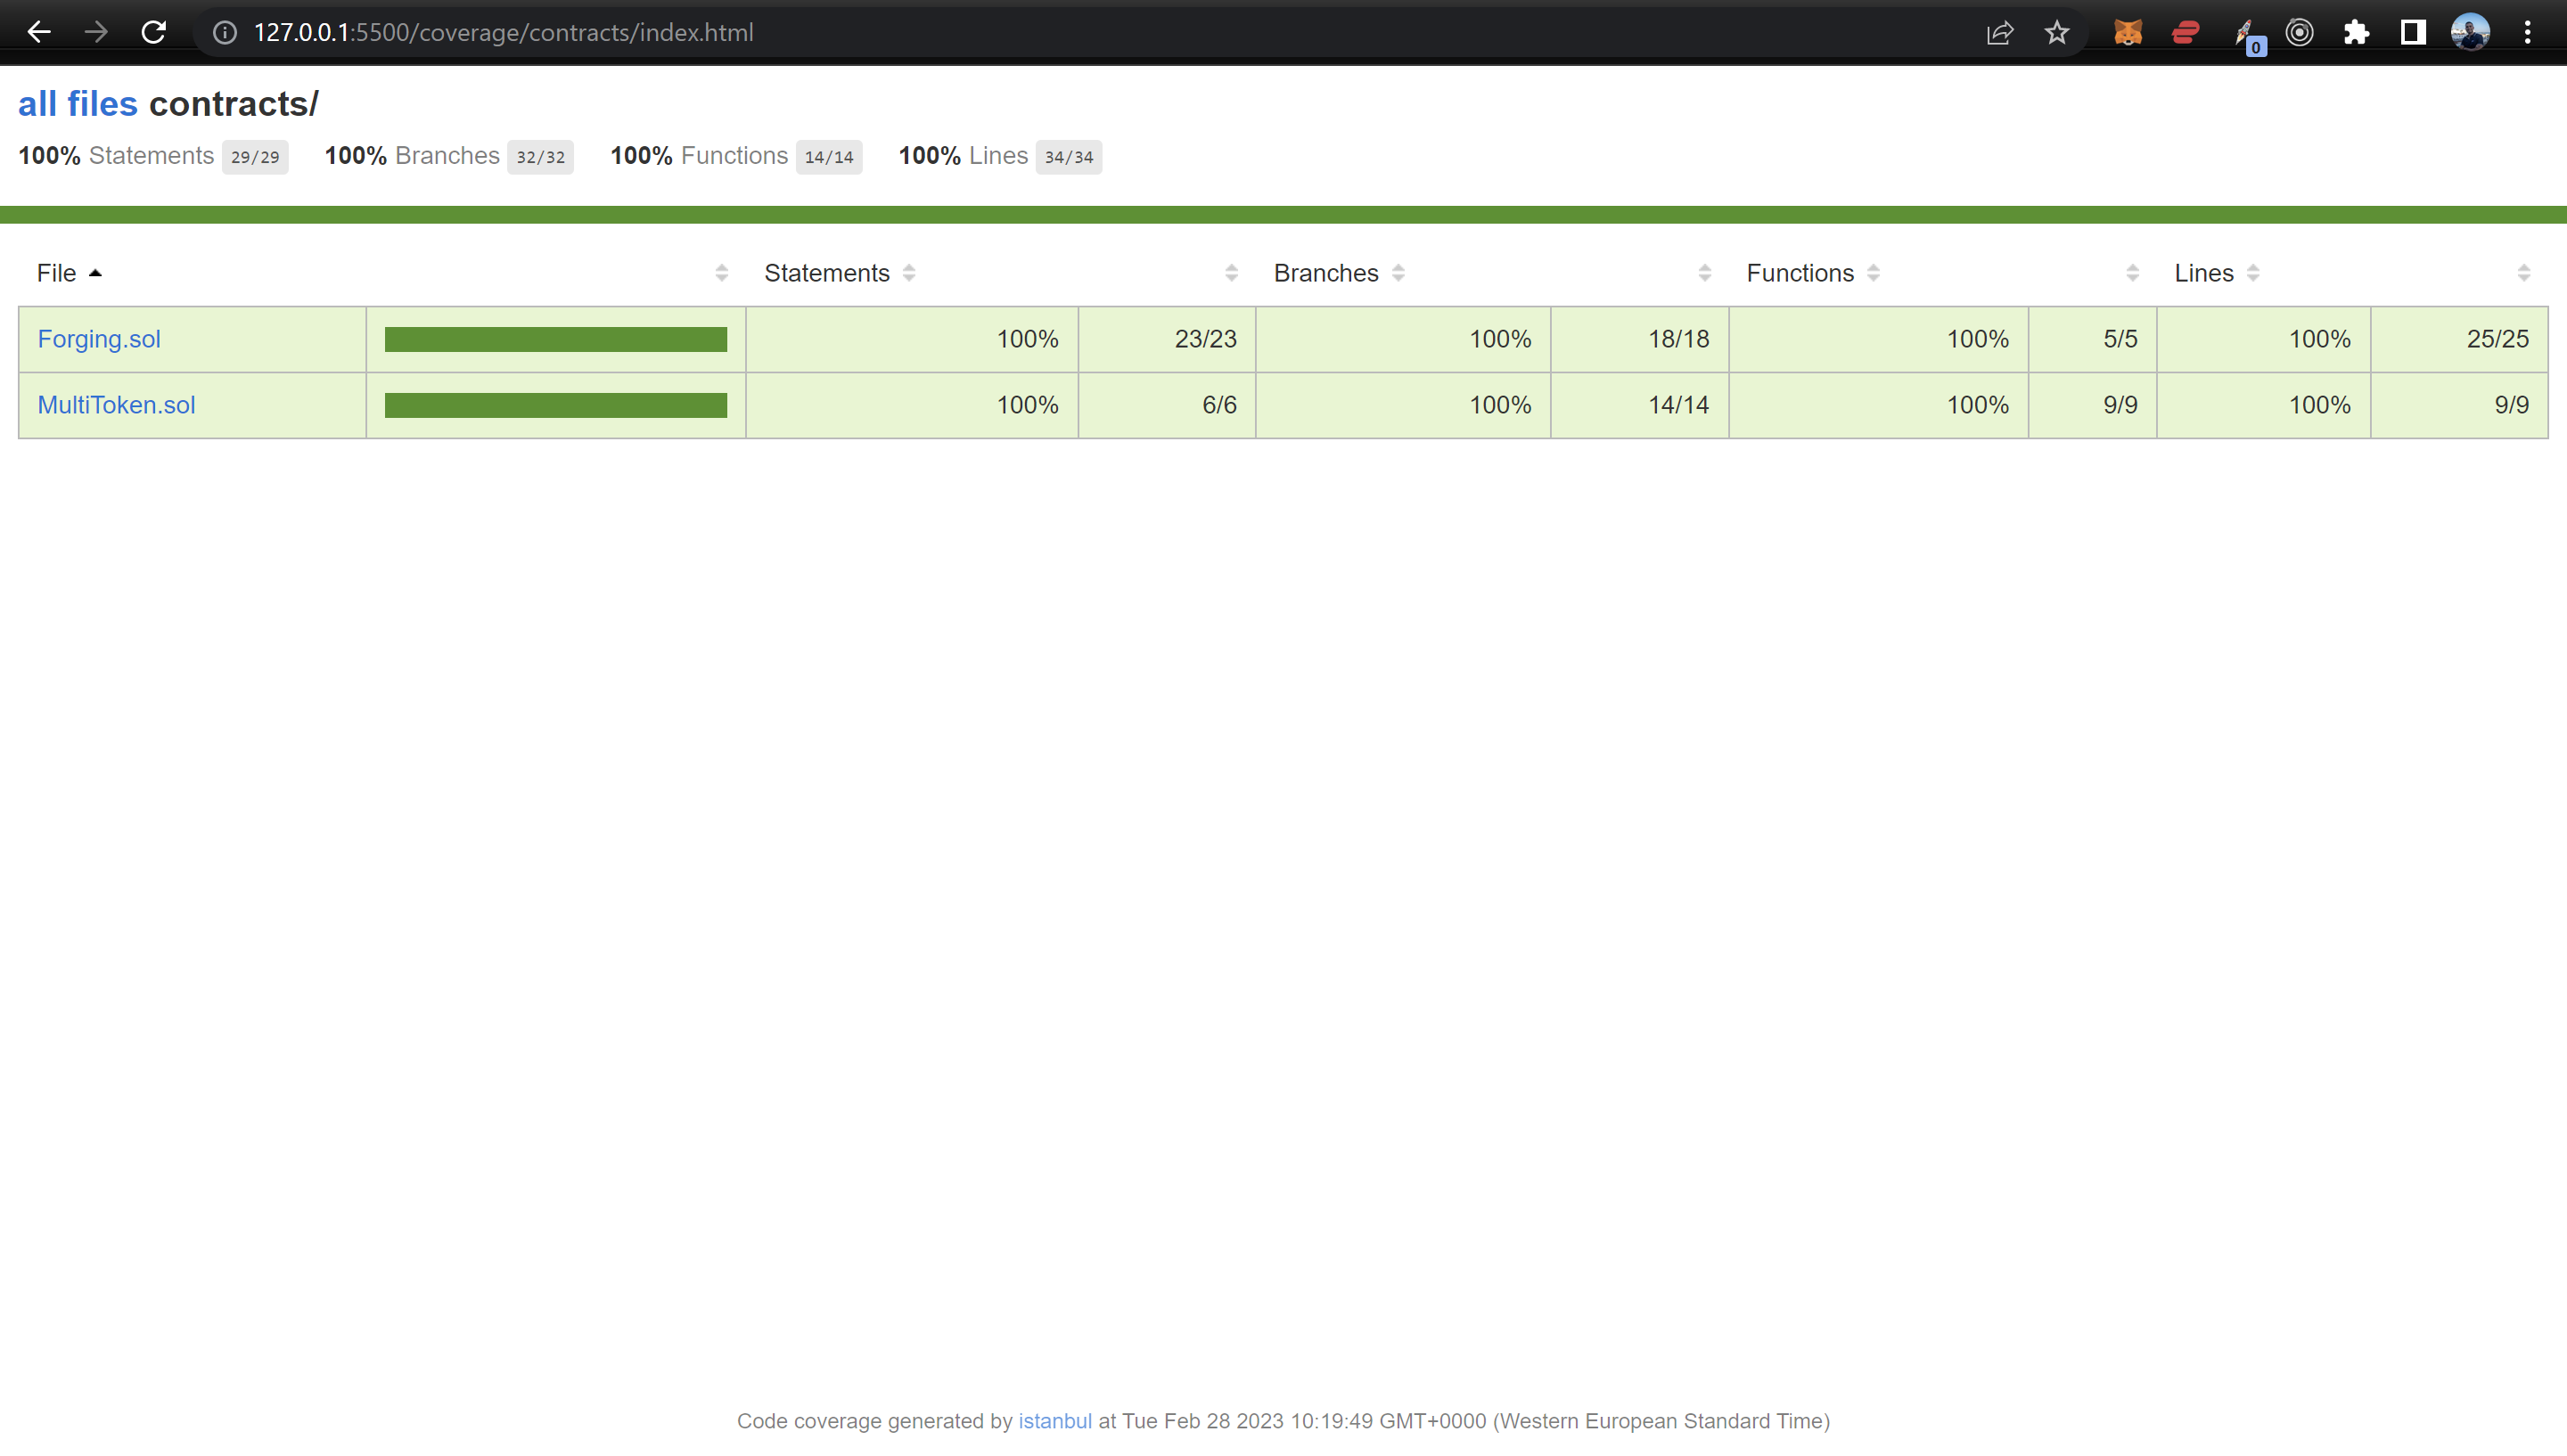 127.0.0.1:5500/coverage/contracts/index.html
0
all files contracts/
100% Statements 29/29 100% Branches 32/32 100% Functions 14/14 100% Lines 34/34
File Statements Branches Functions Lines
Forging.sol 100% 23/23 100% 18/18 100% 5/5 100% 25/25
MultiToken.sol 100% 6/6 100% 14/14 100% 9/9 100% 9/9
Code coverage generated by istanbul at Tue Feb 28 2023 10:19:49 GMT+0000 (Western European Standard Time)